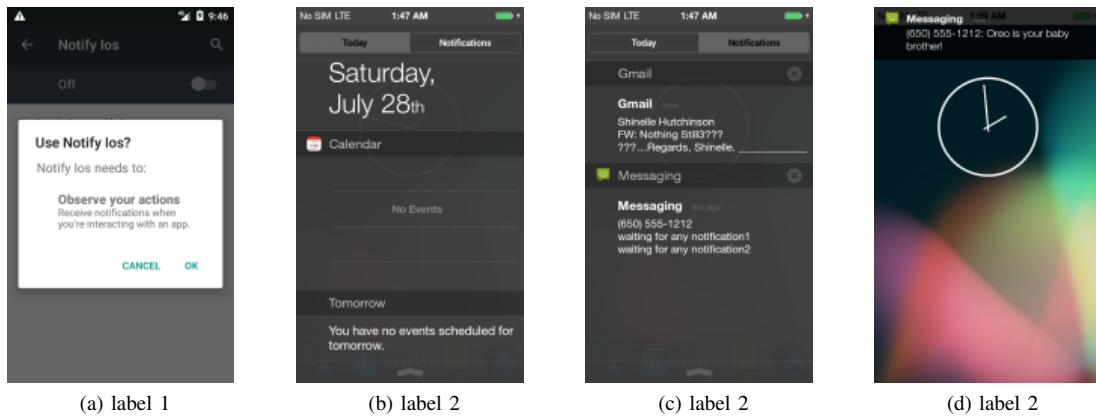 9:46
Notify Ios
Off
Use Notify Ios?
Notify Ios needs to:
Observe your actions
Receive notifications when
you're interacting with an app.
CANCEL OK
(a) label 1
No SIM LTE 1:47 AM
Today Notifications
Saturday,
July 28th
Calendar
No Events
Tomorrow
You have no events scheduled for
tomorrow.
(b) label 2
No SIM LTE 1:47 AM
Today Notifications
Gmail
Gmail now
Shinelle Hutchinson
FW: Nothing Still3???
???...Regards, Shinelle.
Messaging
Messaging 6m ago
(650) 555-1212
waiting for any notification1
waiting for any notification2
(c) label 2
Messaging now
(650) 555-1212: Oreo is your baby
brother!
(d) label 2